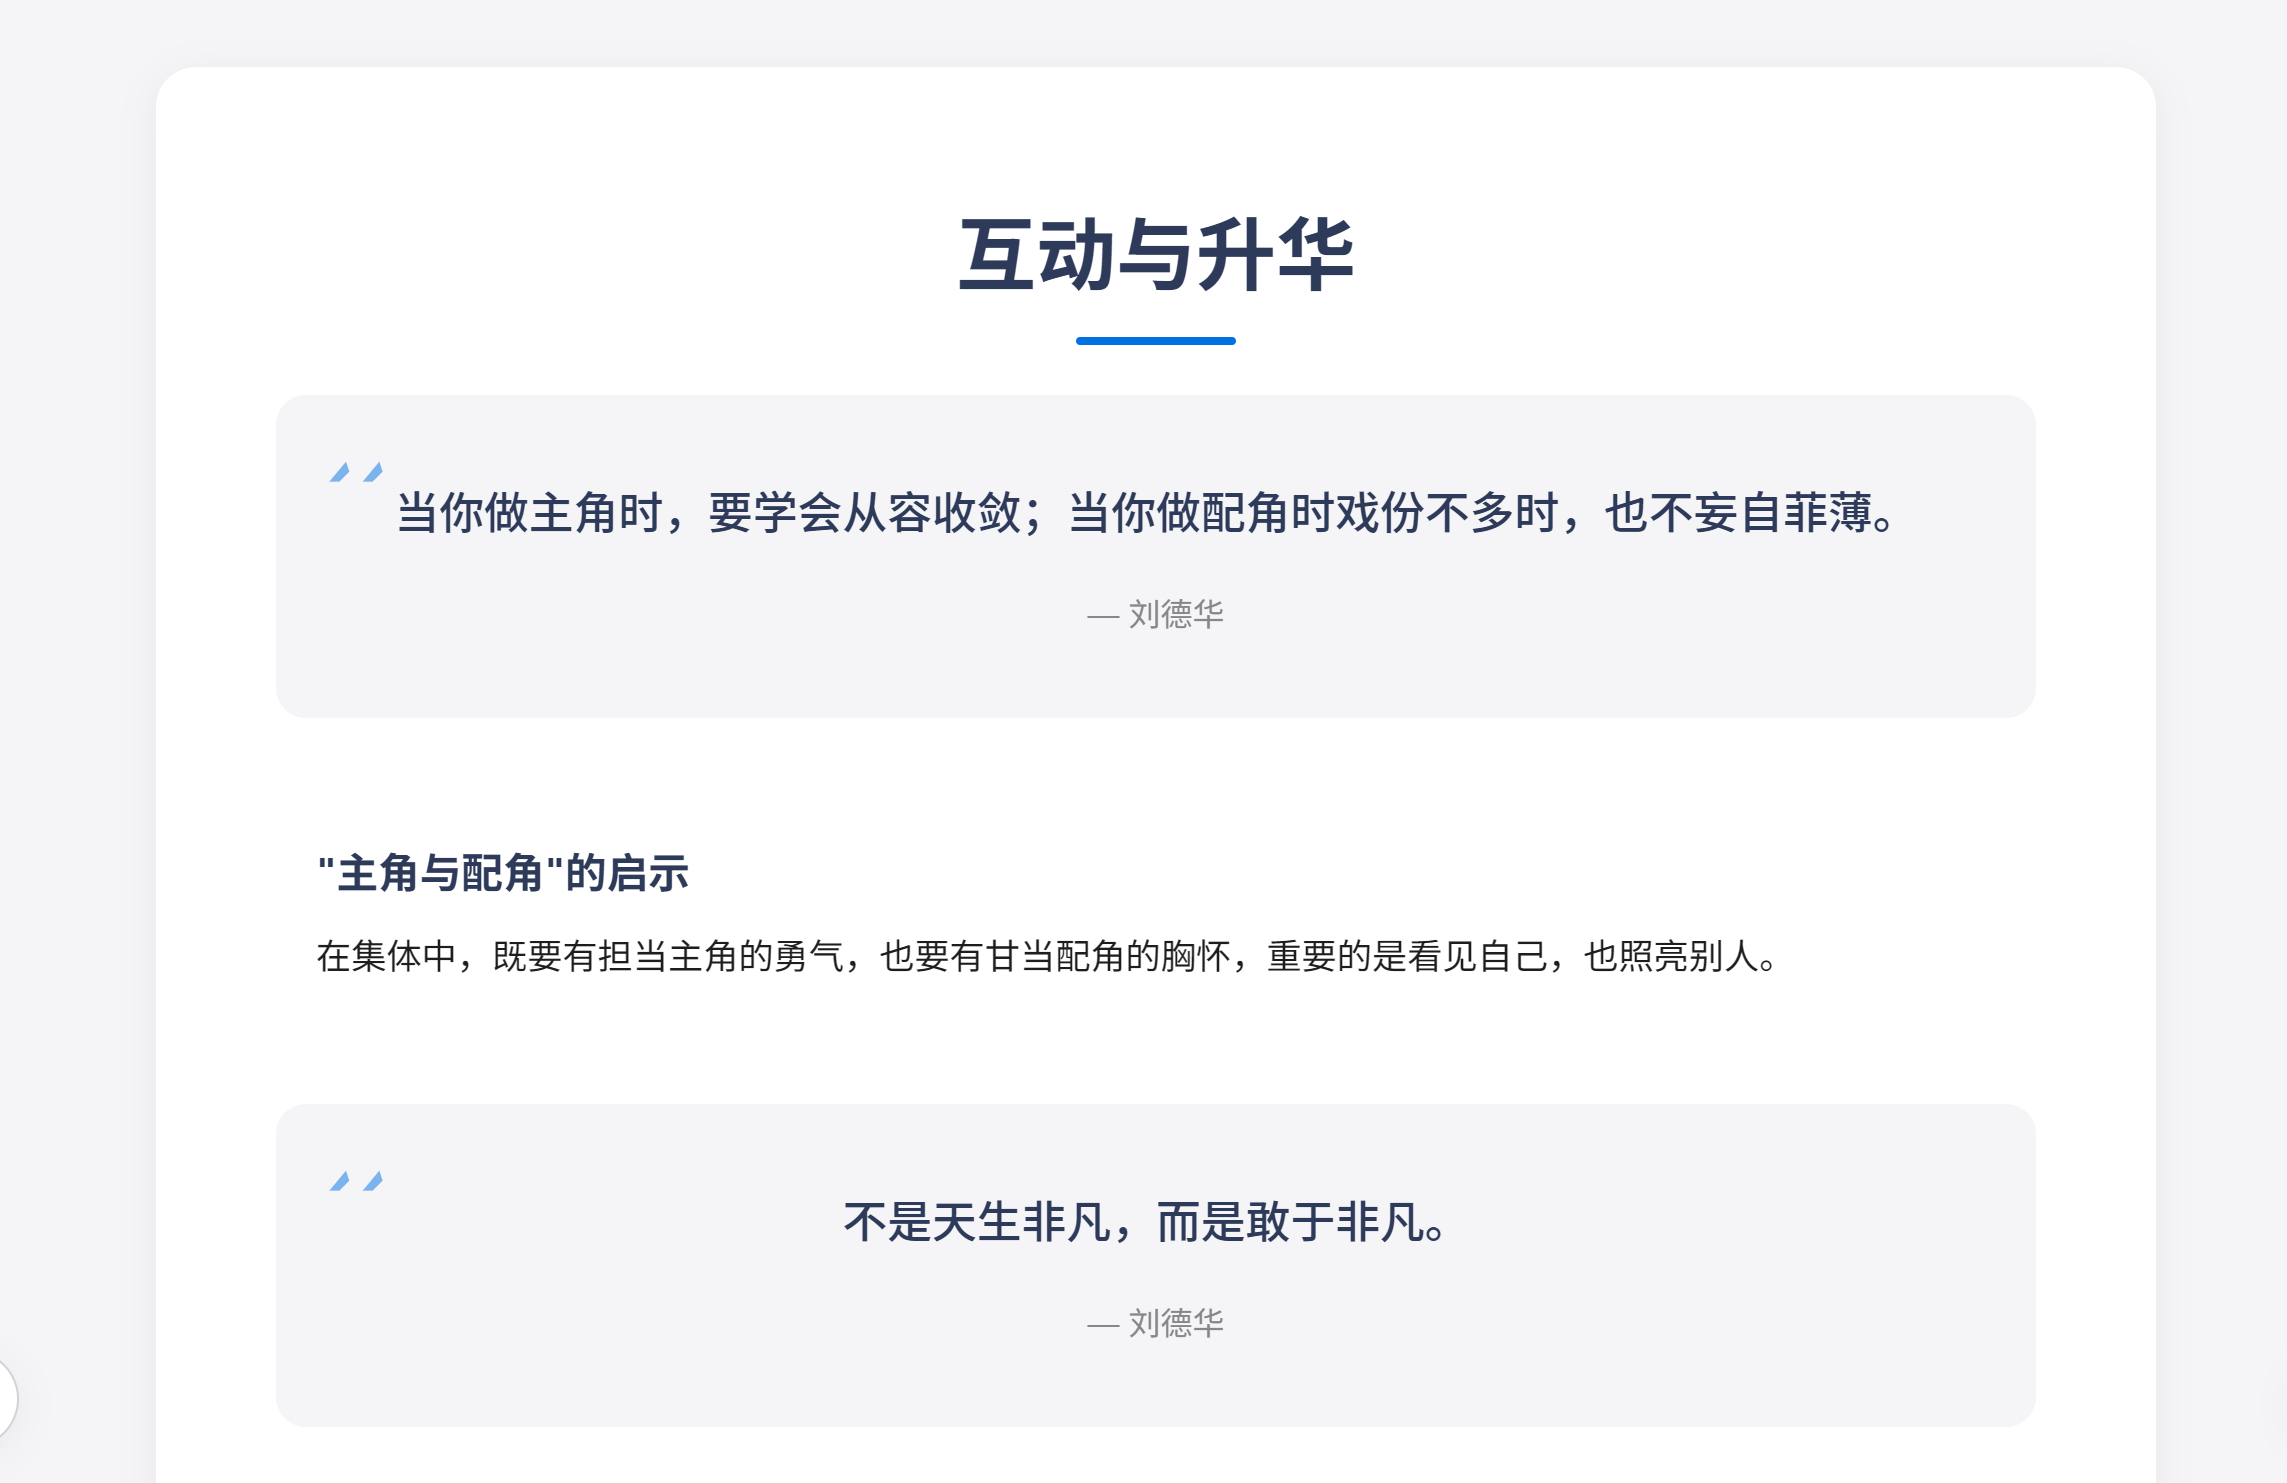 互动与升华
"
当你做主角时，要学会从容收敛；当你做配角时戏份不多时，也不妄自菲薄。
— 刘德华
"主角与配角"的启示
在集体中，既要有担当主角的勇气，也要有甘当配角的胸怀，重要的是看见自己，也照亮别人。
"
不是天生非凡，而是敢于非凡。
— 刘德华